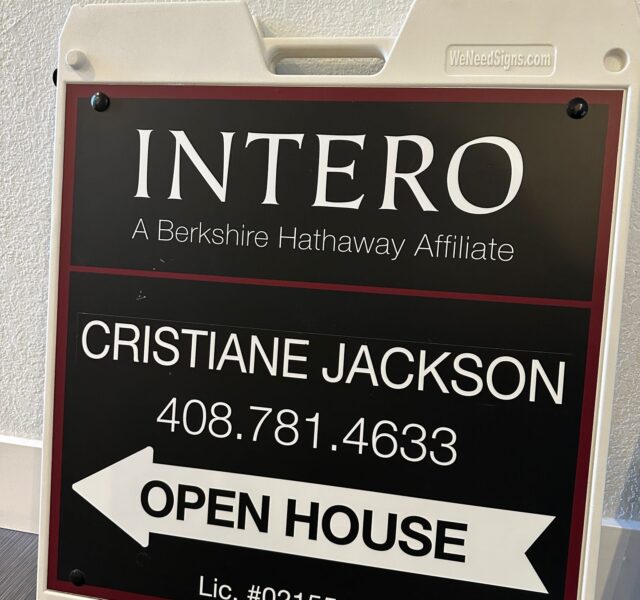 WeNeedSigns.com
INTERO
A Berkshire Hathaway Affiliate
CRISTIANE JACKSON
408.781.4633
OPEN HOUSE
Lic.